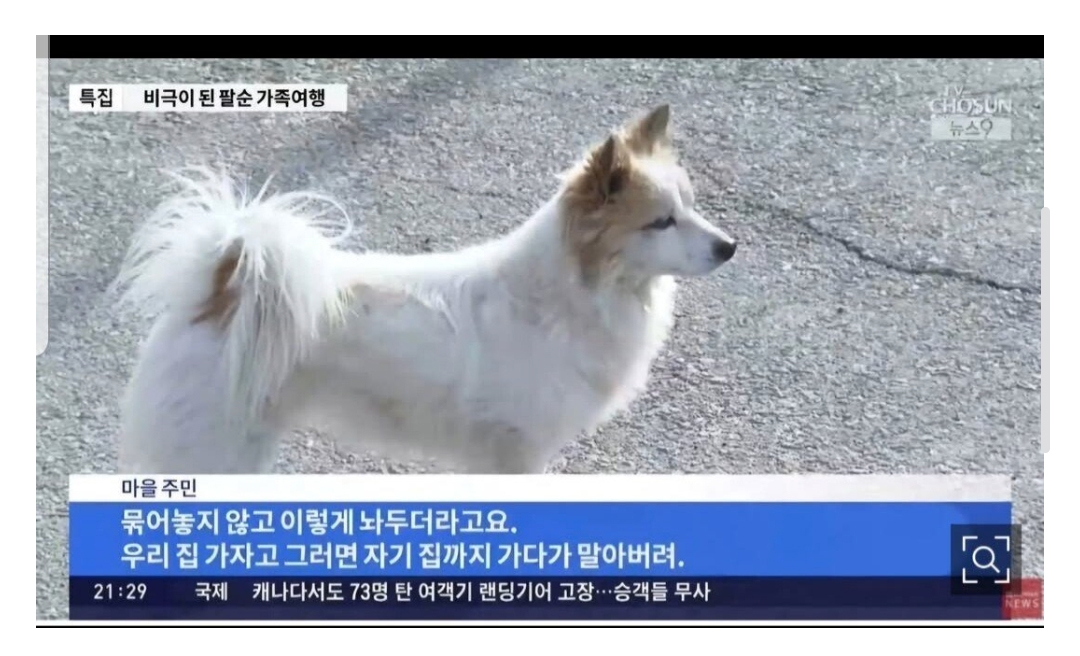 특집 비극이 된 팔순 가족여행
TV CHOSUN
뉴스9
마을 주민
묶어놓지 않고 이렇게 놔두더라고요.
우리 집 가자고 그러면 자기 집까지 가다가 말아버려.
21:29 국제 캐나다서도 73명 탄 여객기 랜딩기어 고장…승객들 무사
NEWS